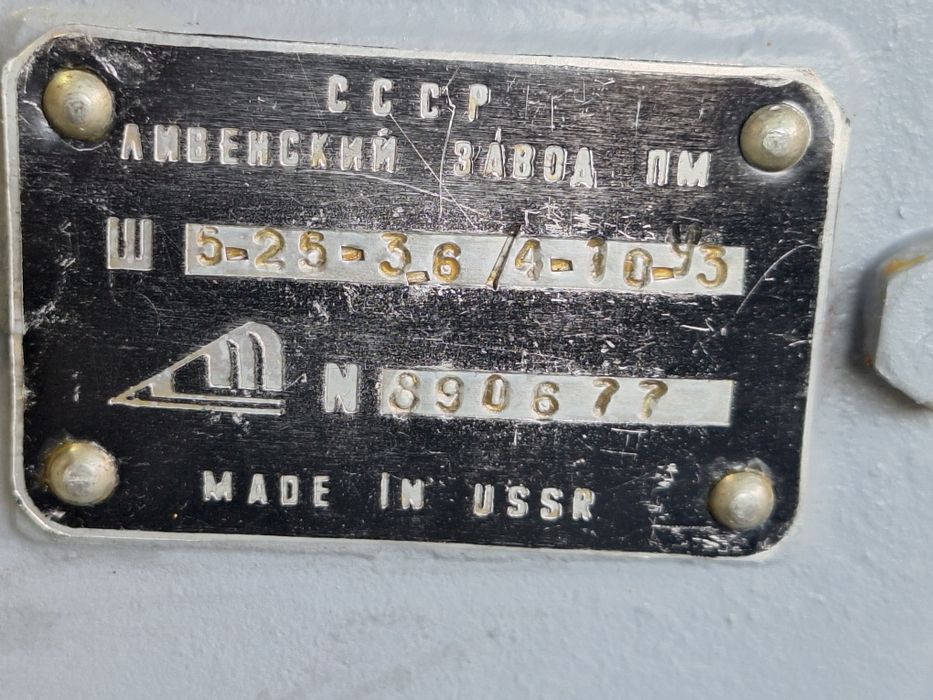 СССР
ЛИВЕНСКИЙ ЗАВОД ПМ
Ш 5-25-3,6/4-10-У3
N 890677
MADE IN USSR